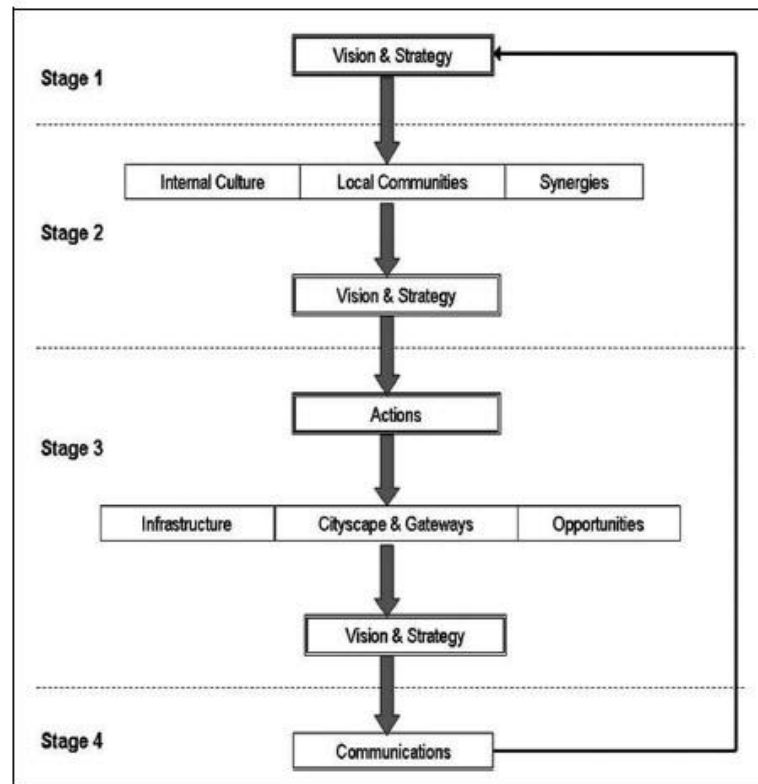 Vision & Strategy
Stage 1
Internal Culture Local Communities Synergies
Stage 2
Vision & Strategy
Actions
Stage 3
Infrastructure Cityscape & Gateways Opportunities
Vision & Strategy
Stage 4
Communications